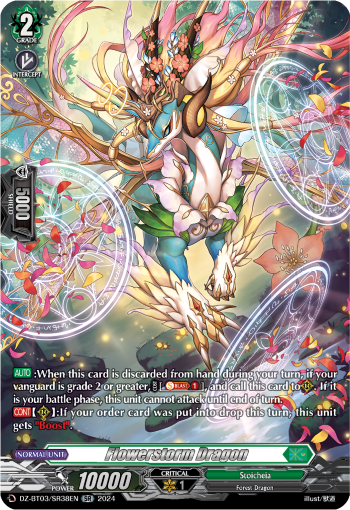 2
GRADE
INTERCEPT
5000
SHIELD
AUTO :When this card is discarded from hand during your turn, if your
vanguard is grade 2 or greater, COST [SOUL BLAST 1], and call this card to RC. If it
is your battle phase, this unit cannot attack until end of turn.
CONT【RC】:If your order card was put into drop this turn, this unit
gets "Boost".
NORMAL UNIT
Flowerstorm Dragon
POWER 10000
CRITICAL
1
Stoicheia
Forest Dragon
DZ-BT03/SR38EN SR 2024
illust/獣道